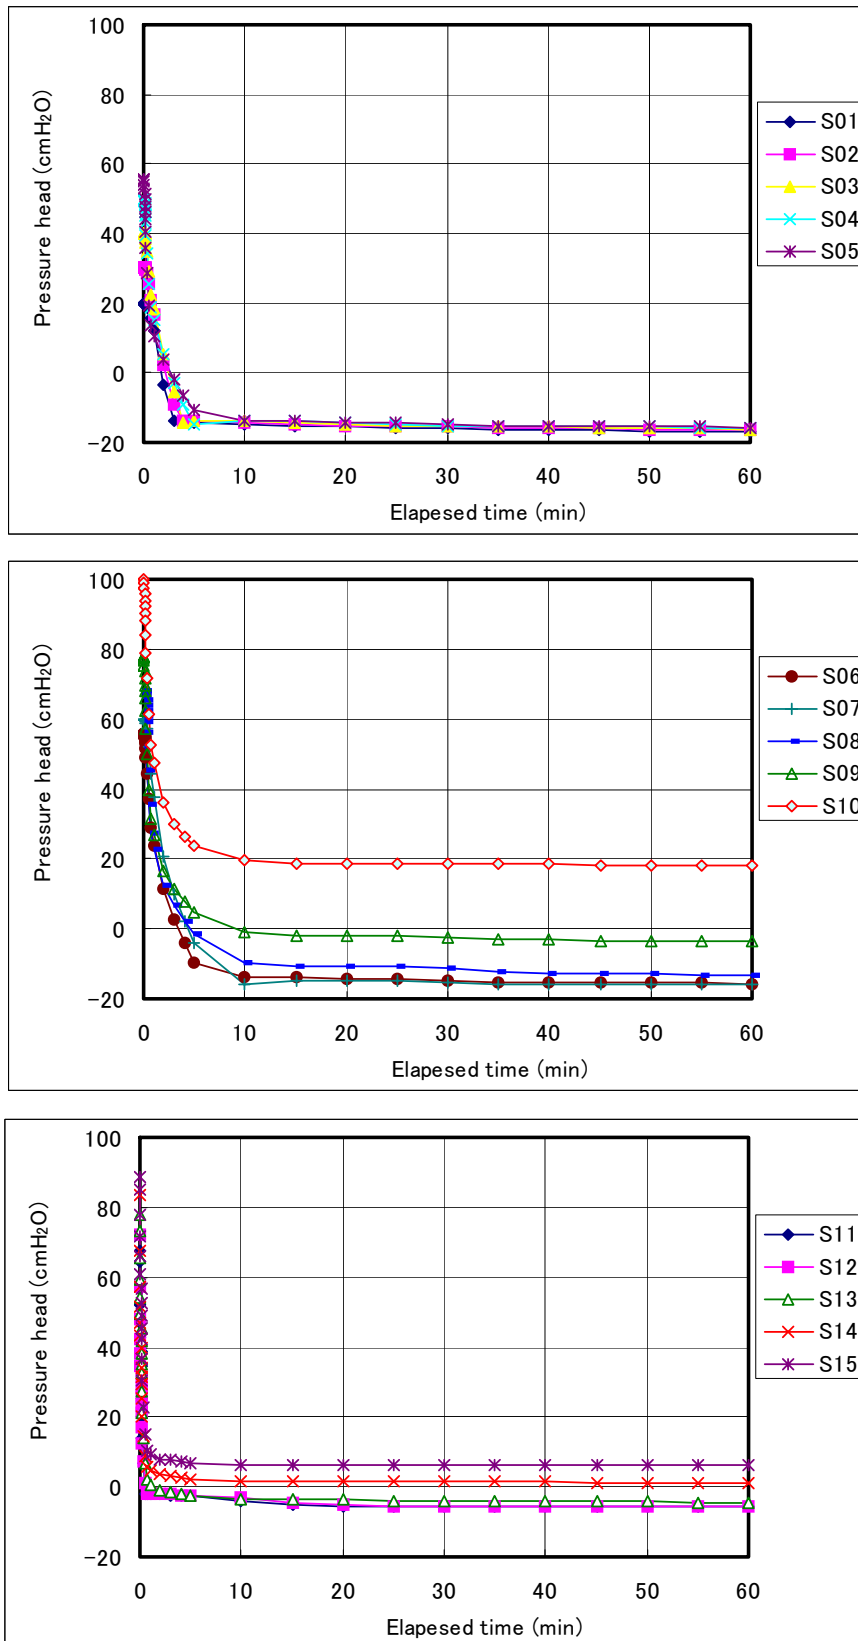 100
80
60
40
20
0
−20
Pressure head (cmH₂O)
0 10 20 30 40 50 60
Elapesed time (min)
S01
S02
S03
S04
S05
100
80
60
40
20
0
−20
Pressure head (cmH₂O)
0 10 20 30 40 50 60
Elapesed time (min)
S06
S07
S08
S09
S10
100
80
60
40
20
0
−20
Pressure head (cmH₂O)
0 10 20 30 40 50 60
Elapesed time (min)
S11
S12
S13
S14
S15